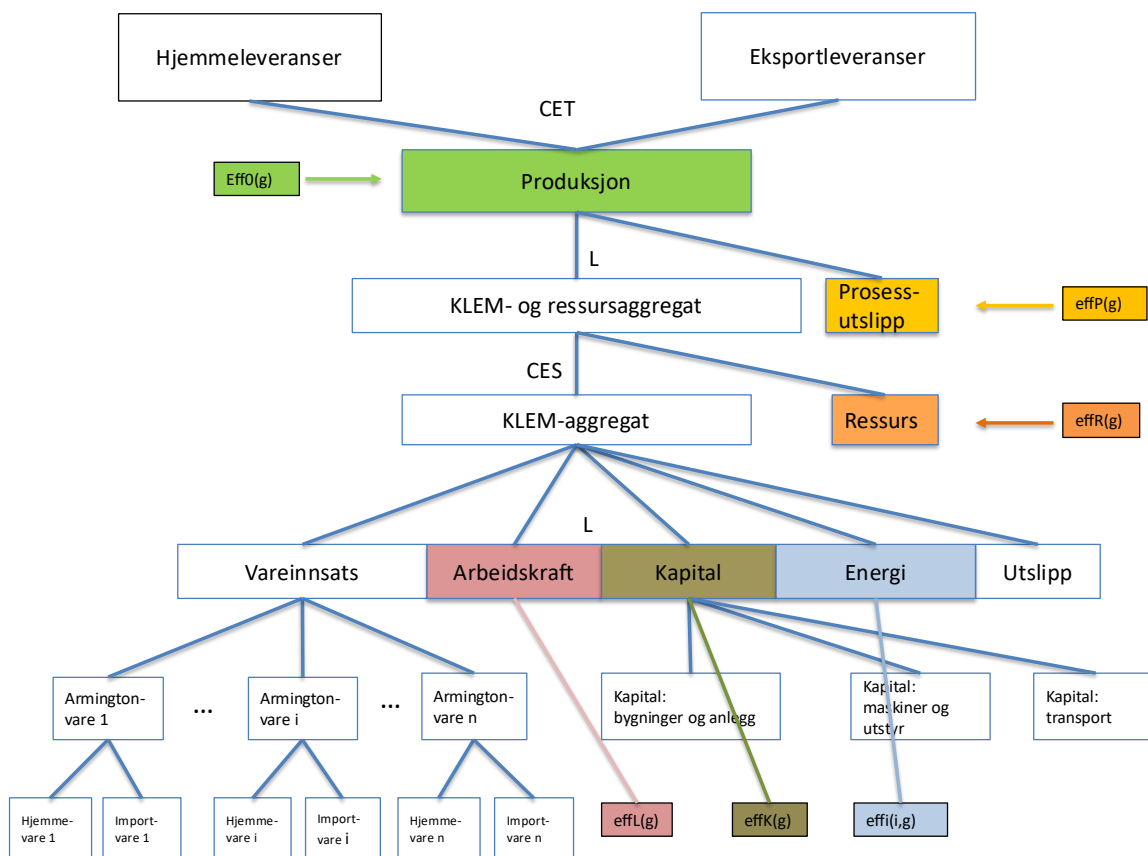 Hjemmeleveranser
Eksportleveranser
CET
Eff0(g)
Produksjon
L
KLEM- og ressursaggregat
Prosess-
utslipp
effP(g)
CES
KLEM-aggregat
Ressurs
effR(g)
L
Vareinnsats
Arbeidskraft
Kapital
Energi
Utslipp
Armington-
vare 1
...
Armington-
vare i
...
Armington-
vare n
Kapital:
bygninger og anlegg
Kapital:
maskiner og
utstyr
Kapital:
transport
Hjemme-
vare 1
Import-
vare 1
Hjemme-
vare i
Import-
vare i
Hjemme-
vare n
Import-
vare n
effL(g)
effK(g)
effi(i,g)